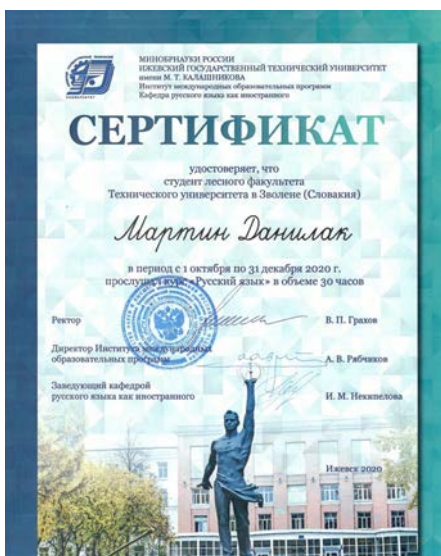 МИНОБРНАУКИ РОССИИ
ИЖЕВСКИЙ ГОСУДАРСТВЕННЫЙ ТЕХНИЧЕСКИЙ УНИВЕРСИТЕТ
имени М. Т. КАЛАШНИКОВА
Институт международных образовательных программ
Кафедра русского языка как иностранного
СЕРТИФИКАТ
удостоверяет, что
студент лесного факультета
Технического университета в Зволене (Словакия)
Мартин Данилак
в период с 1 октября по 31 декабря 2020 г.
прослушал курс «Русский язык» в объеме 30 часов
Ректор
В. П. Грахов
Директор Института международных
образовательных программ
А. В. Рябчиков
Заведующий кафедрой
русского языка как иностранного
И. М. Некипелова
Ижевск 2020